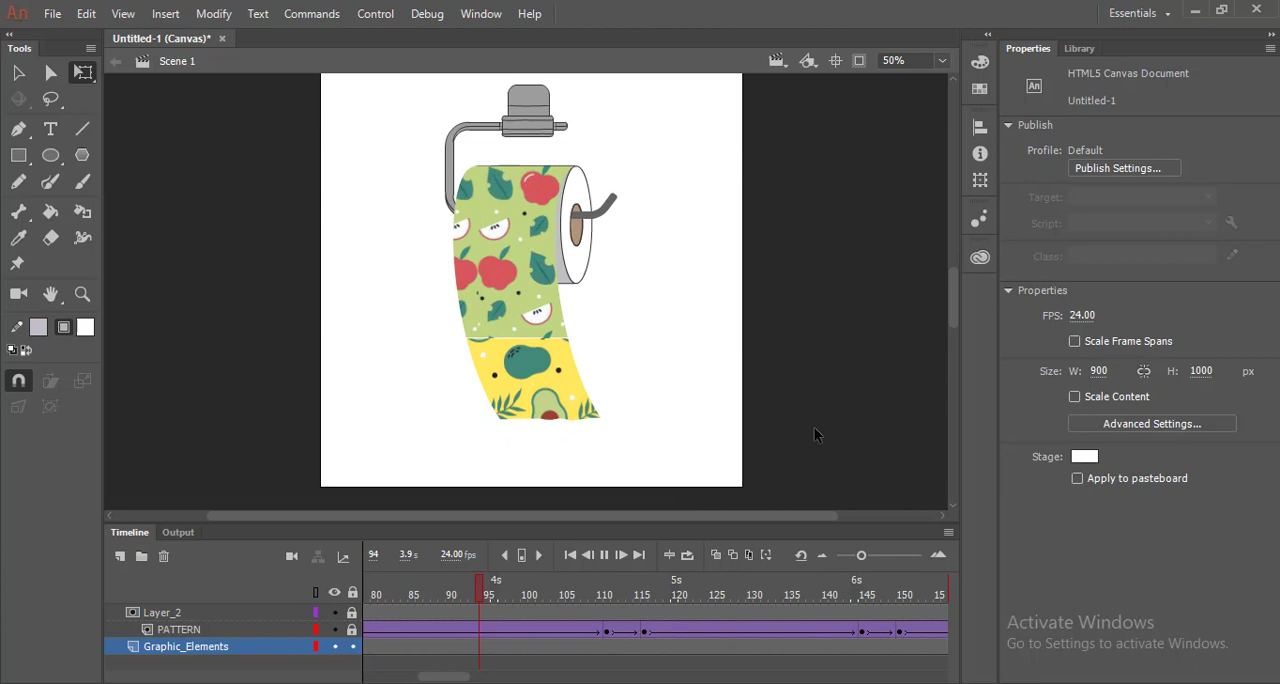 An File Edit View Insert Modify Text Commands Control Debug Window Help Essentials
Tools
Untitled-1 (Canvas)* ×
Scene 1
50%
Properties Library
HTML5 Canvas Document
An
Untitled-1
Publish
Profile: Default
Publish Settings...
Target:
Script:
Class:
Properties
FPS: 24.00
Scale Frame Spans
Size: W: 900 H: 1000 px
Scale Content
Advanced Settings...
Stage:
Apply to pasteboard
Timeline Output
94 3.9 s 24.00 fps
4s 5s 6s
80 85 90 95 100 105 110 115 120 125 130 135 140 145 150 15
Layer_2
PATTERN
Graphic_Elements
Activate Windows
Go to Settings to activate Windows.